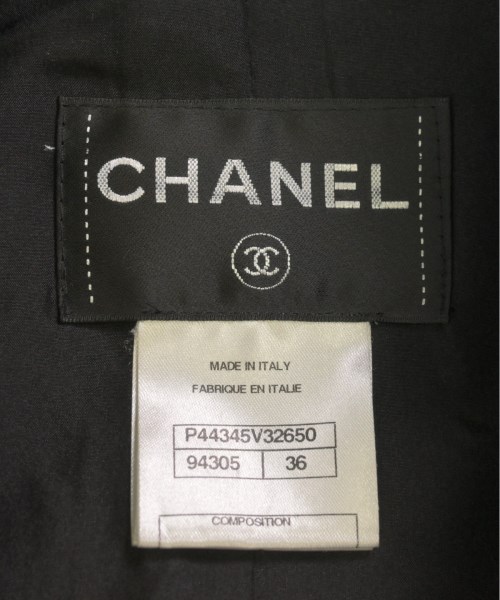 CHANEL
MADE IN ITALY
FABRIQUE EN ITALIE
P44345V32650
94305 36
COMPOSITION